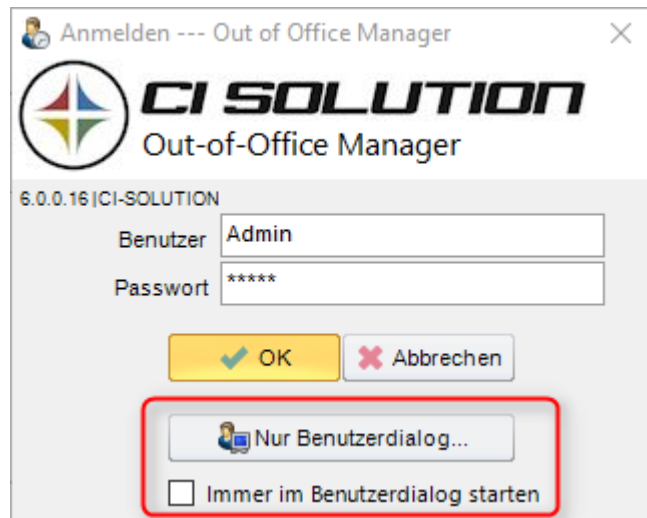 Anmelden --- Out of Office Manager
CI SOLUTION
Out-of-Office Manager
6.0.0.16|CI-SOLUTION
Benutzer Admin
Passwort *****
OK Abbrechen
Nur Benutzerdialog...
Immer im Benutzerdialog starten